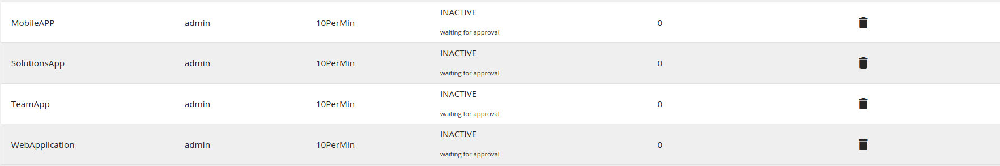 MobileAPP admin 10PerMin INACTIVE 0
waiting for approval
SolutionsApp admin 10PerMin INACTIVE 0
waiting for approval
TeamApp admin 10PerMin INACTIVE 0
waiting for approval
WebApplication admin 10PerMin INACTIVE 0
waiting for approval